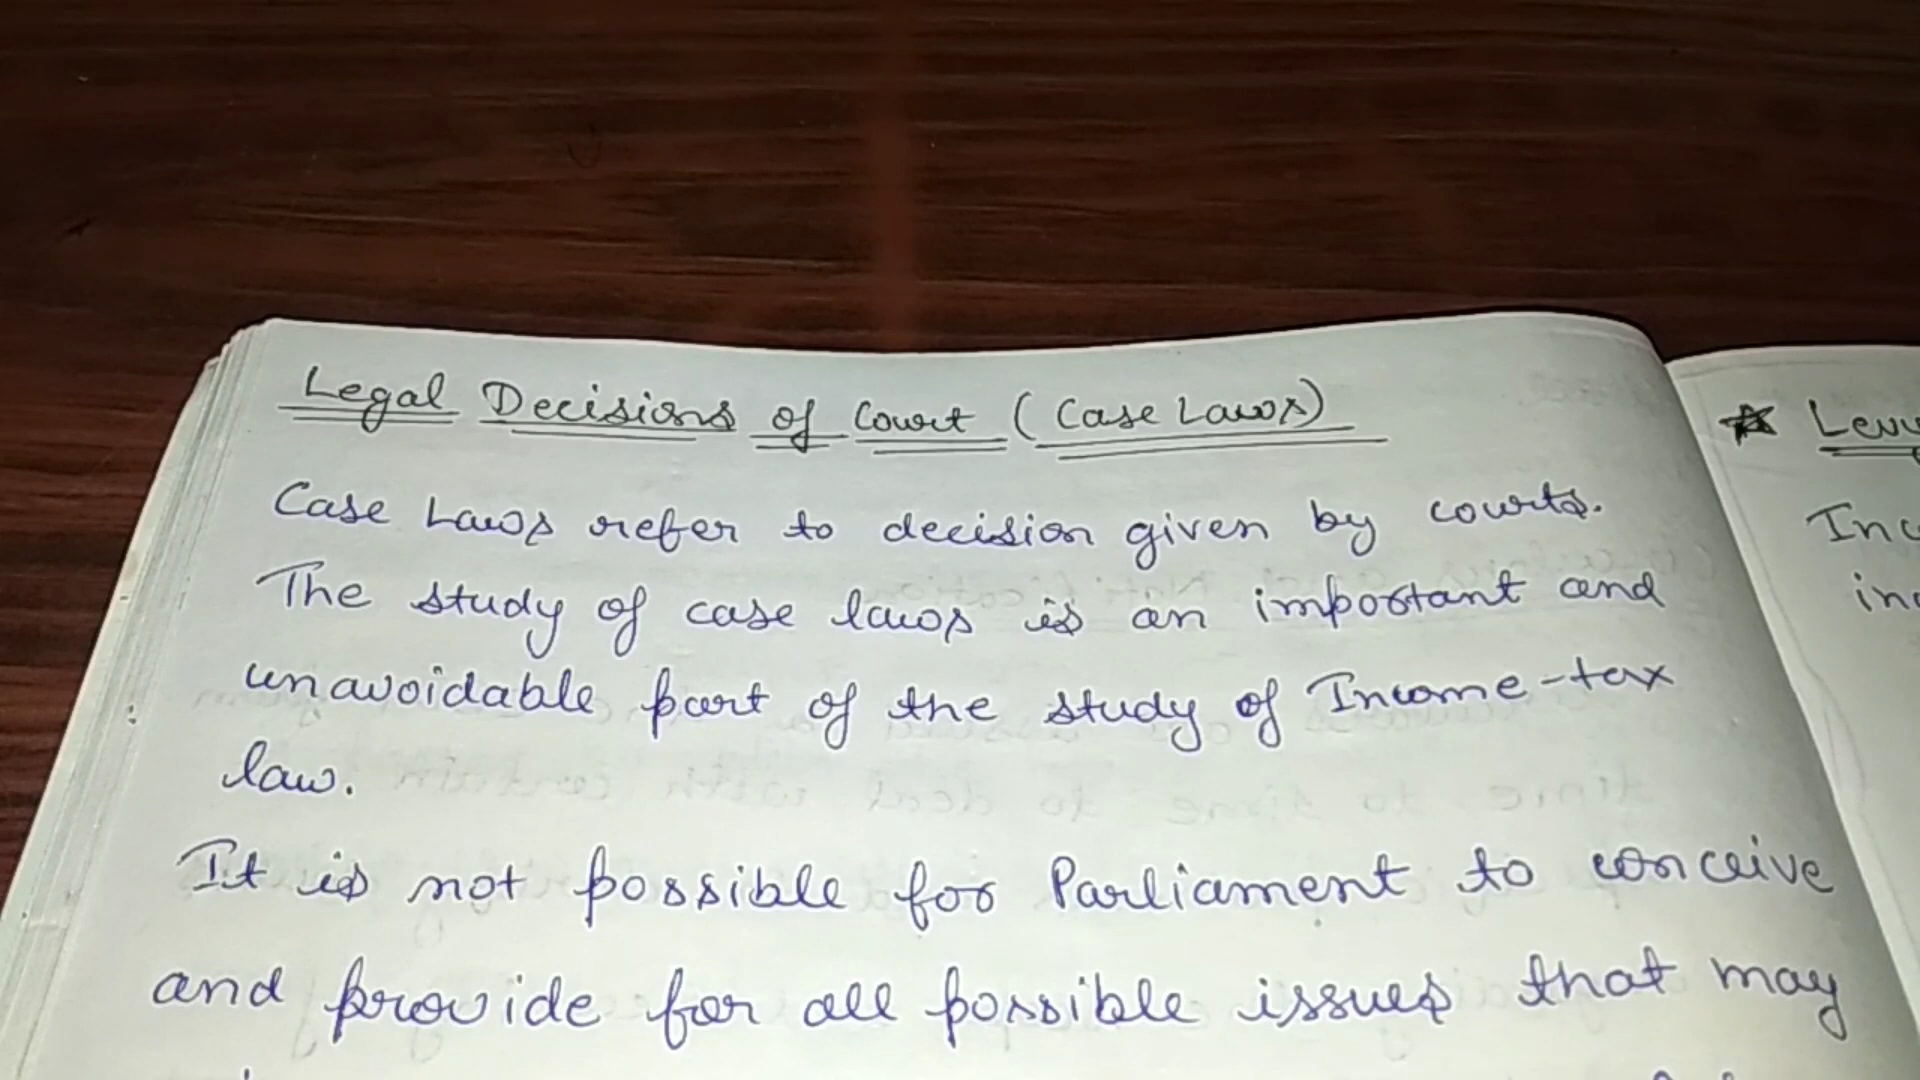 Legal Decisions of Court (Case Laws)
Case Laws refer to decision given by courts.
The study of case laws is an important and
unavoidable part of the study of Income-tax
law.
It is not possible for Parliament to conceive
and provide for all possible issues that may